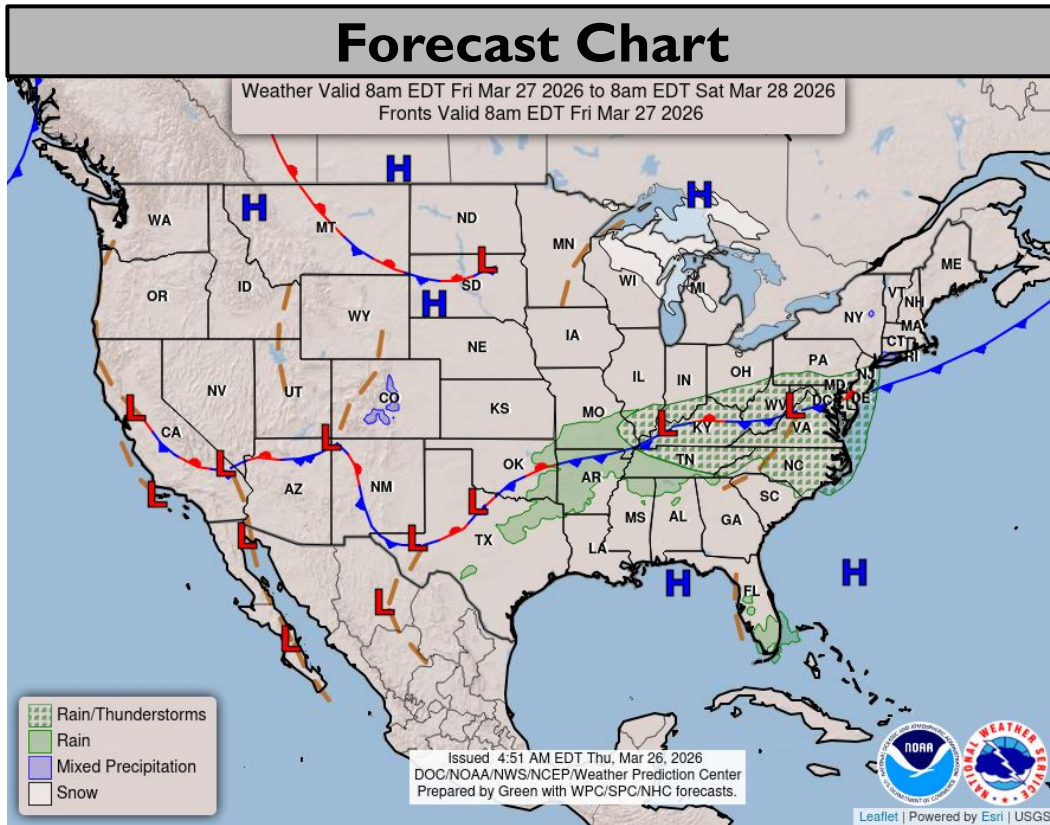 Forecast Chart
Weather Valid 8am EDT Fri Mar 27 2026 to 8am EDT Sat Mar 28 2026
Fronts Valid 8am EDT Fri Mar 27 2026
H
H
H
WA
MT
ND
MN
L
ME
OR
ID
SD
WI
MI
VT
NH
H
WY
NY
MA
CT
RI
IA
NE
PA
NJ
OH
IL
IN
MD
NV
UT
CO
DE
DC
WV
L
KS
MO
L
CA
L
KY
VA
L
L
TN
OK
NC
AZ
NM
AR
L
L
SC
MS
AL
GA
L
L
TX
LA
H
H
FL
L
L
Rain/Thunderstorms
Rain
Mixed Precipitation
Snow
Issued 4:51 AM EDT Thu, Mar 26, 2026
DOC/NOAA/NWS/NCEP/Weather Prediction Center
Prepared by Green with WPC/SPC/NHC forecasts.
NOAA
NATIONAL WEATHER SERVICE
Leaflet | Powered by Esri | USGS